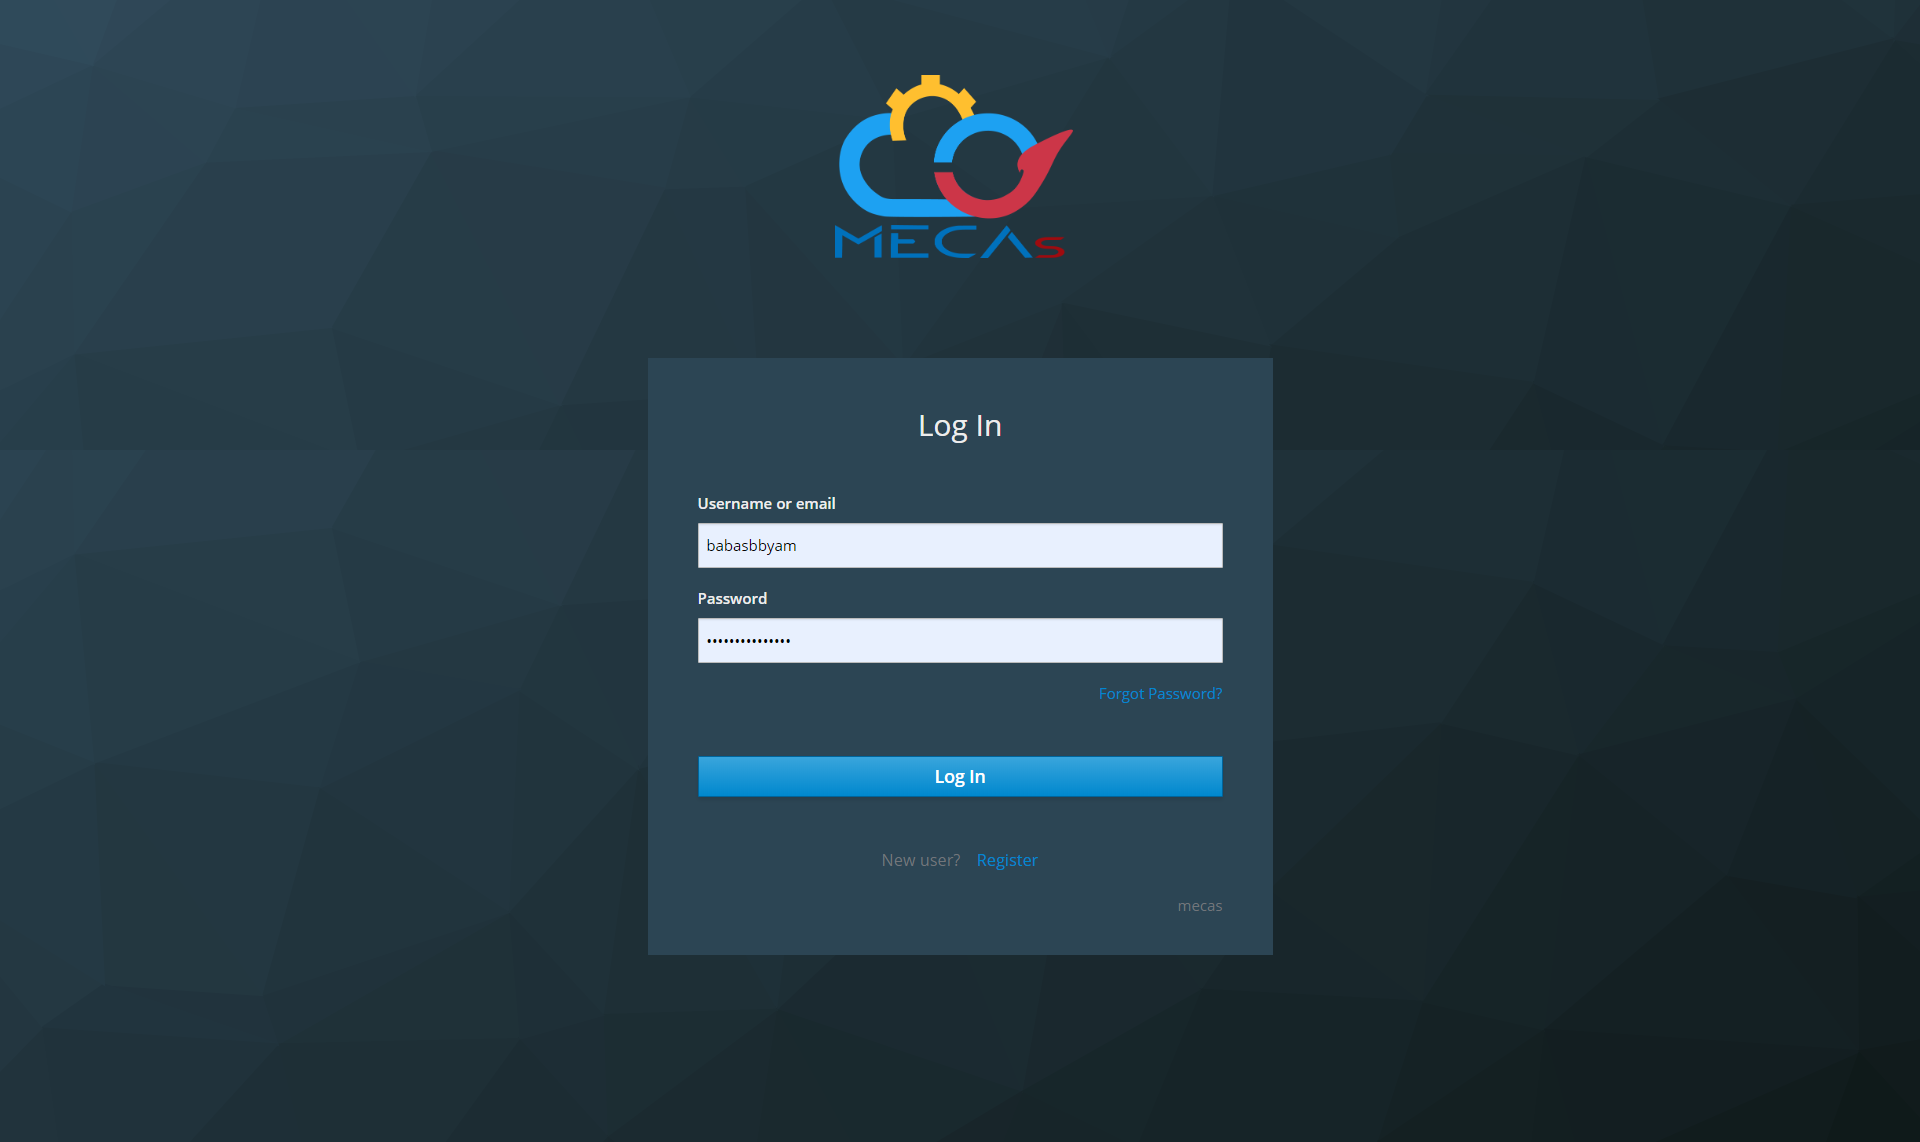 MECAs
Log In
Username or email
babasbbyam
Password
•••••••••••••••
Forgot Password?
Log In
New user? Register
mecas